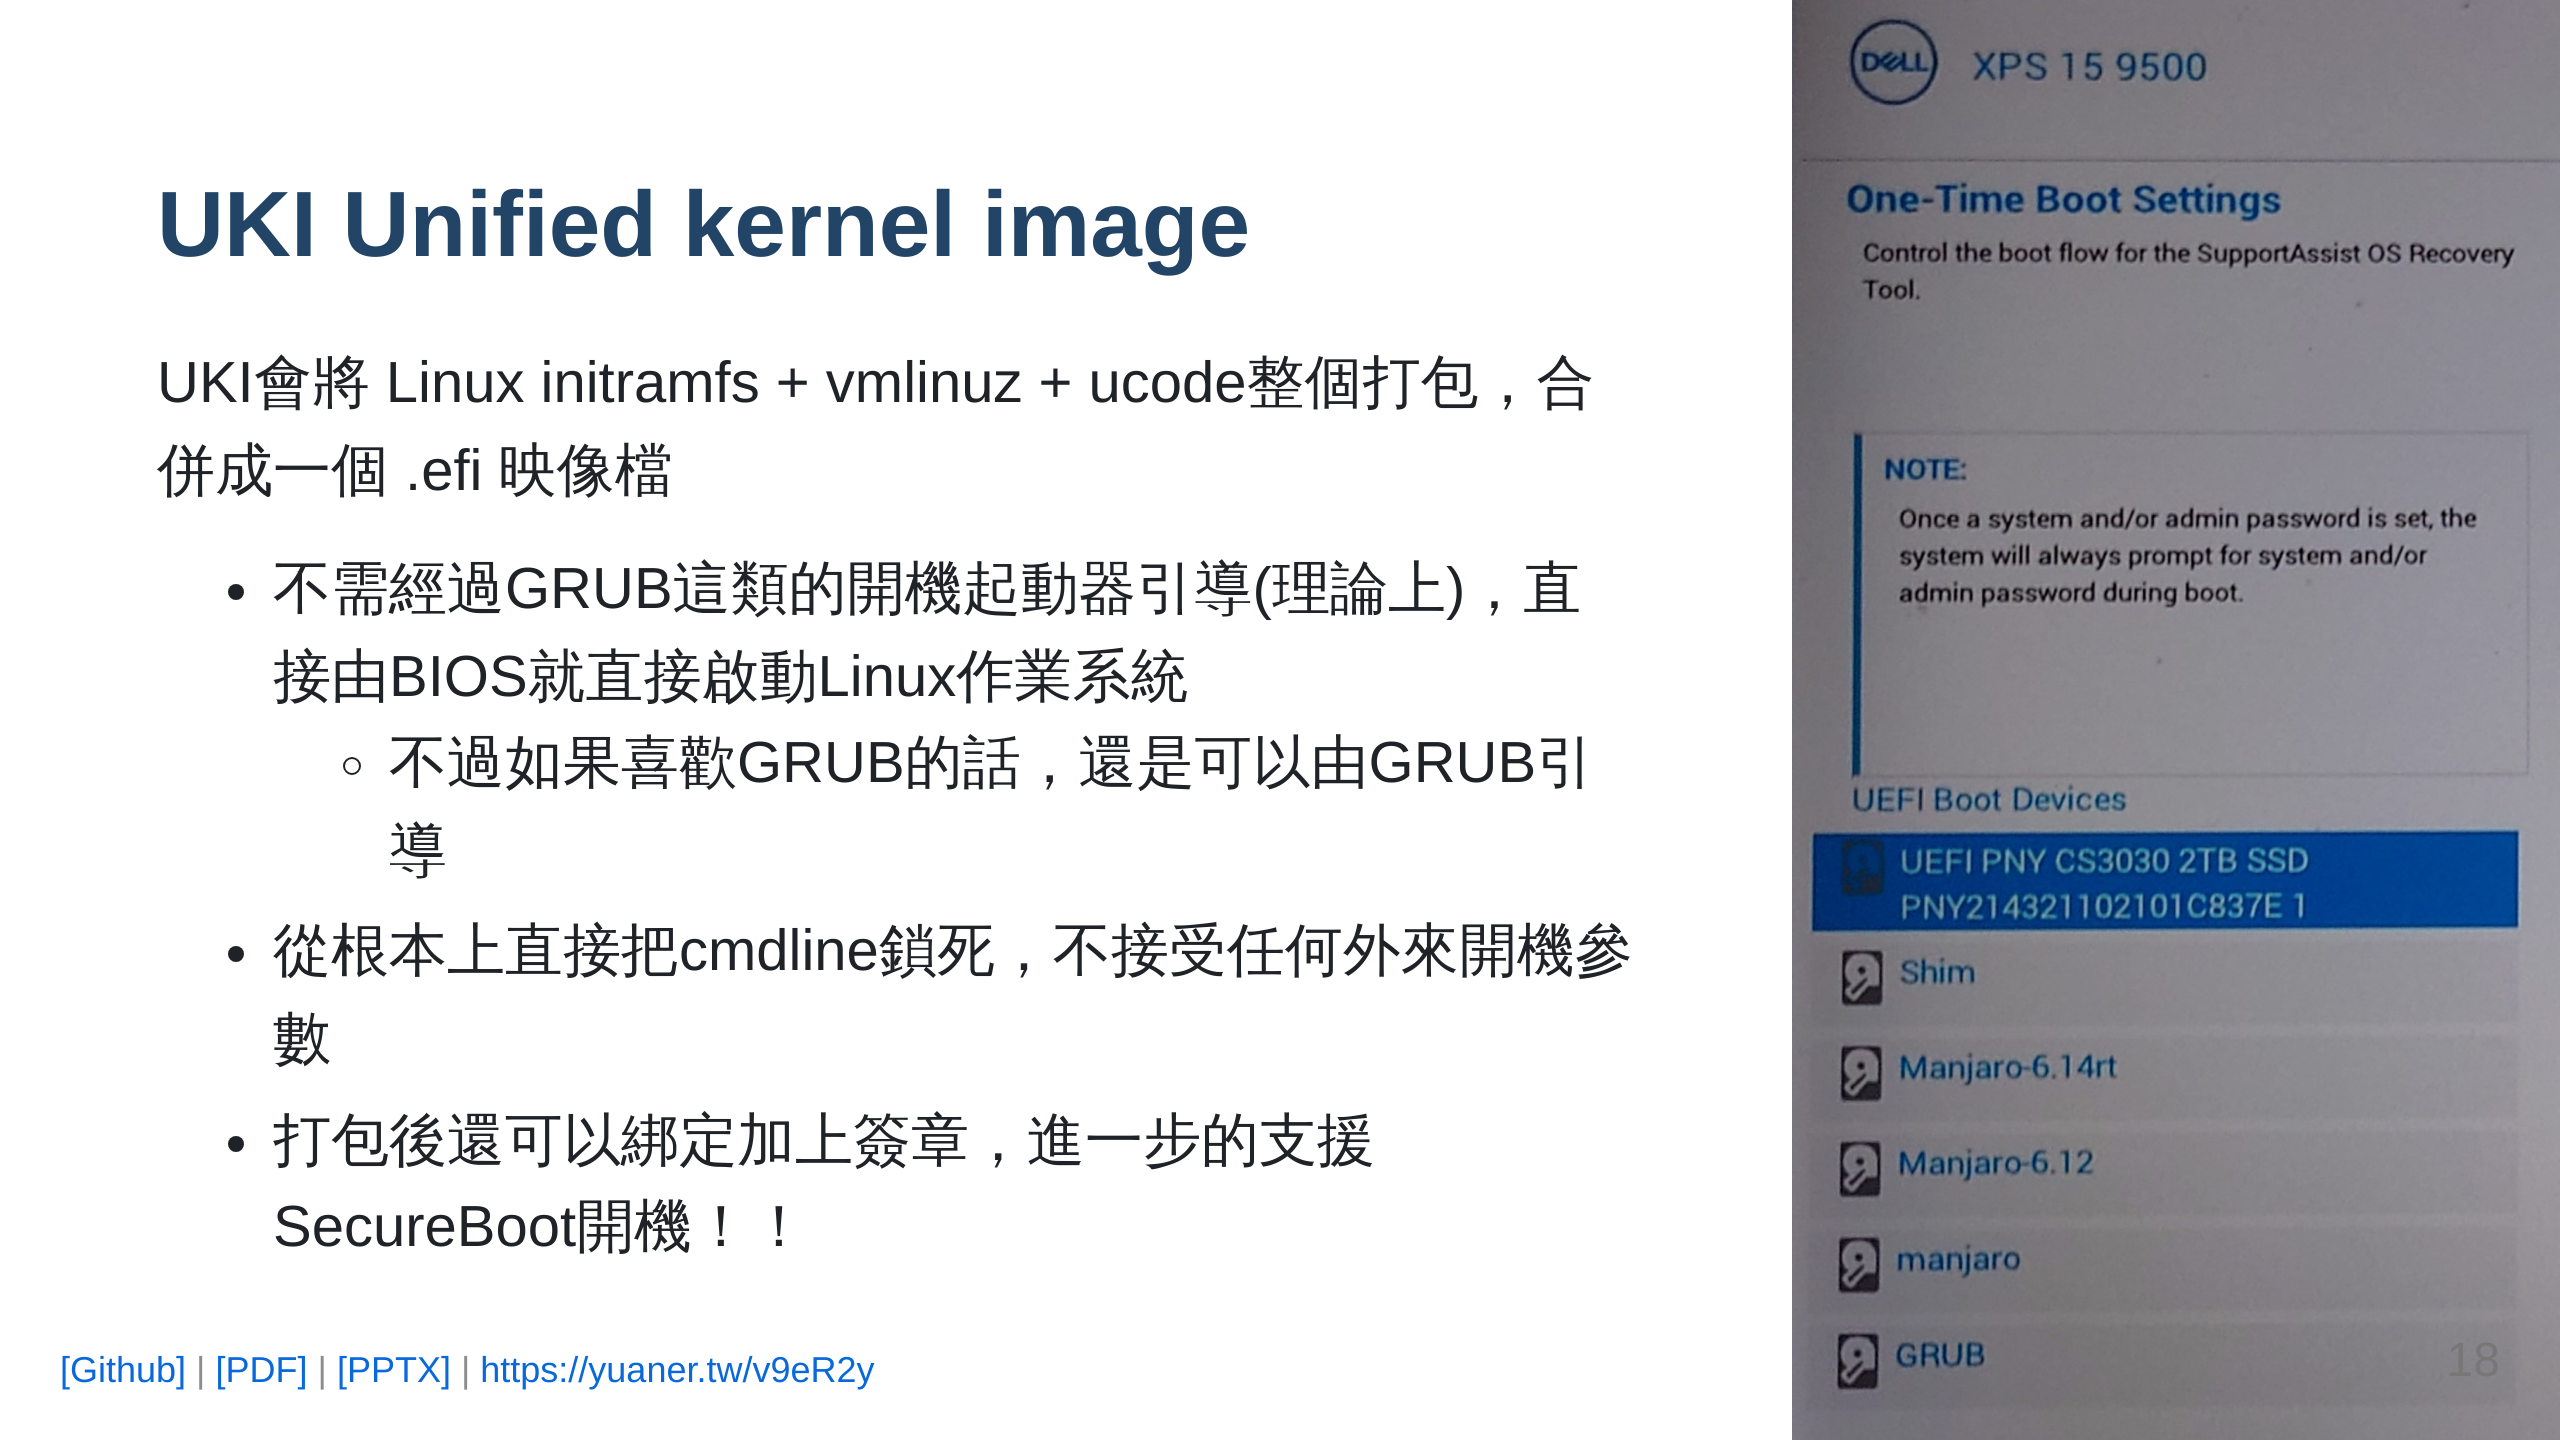 UKI Unified kernel image
UKI會將 Linux initramfs + vmlinuz + ucode整個打包，合
併成一個 .efi 映像檔
不需經過GRUB這類的開機起動器引導(理論上)，直
接由BIOS就直接啟動Linux作業系統
不過如果喜歡GRUB的話，還是可以由GRUB引
導
從根本上直接把cmdline鎖死，不接受任何外來開機參
數
打包後還可以綁定加上簽章，進一步的支援
SecureBoot開機！！
[Github] | [PDF] | [PPTX] | https://yuaner.tw/v9eR2y
DELL XPS 15 9500
One-Time Boot Settings
Control the boot flow for the SupportAssist OS Recovery
Tool.
NOTE:
Once a system and/or admin password is set, the
system will always prompt for system and/or
admin password during boot.
UEFI Boot Devices
UEFI PNY CS3030 2TB SSD
PNY214321102101C837E 1
Shim
Manjaro-6.14rt
Manjaro-6.12
manjaro
GRUB
18